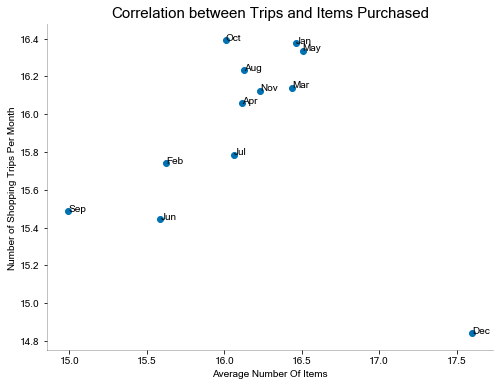 Correlation between Trips and Items Purchased
Number of Shopping Trips Per Month
16.4
16.2
16.0
15.8
15.6
15.4
15.2
15.0
14.8
Oct
Jan
May
Aug
Nov
Mar
Apr
Jul
Feb
Sep
Jun
Dec
15.0 15.5 16.0 16.5 17.0 17.5
Average Number Of Items